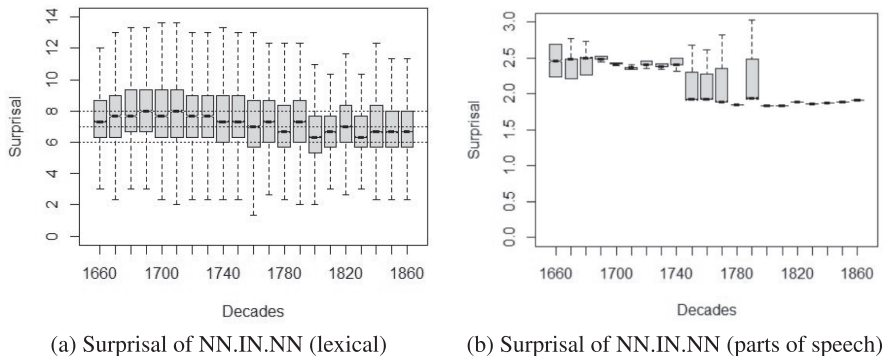 14
12
10
8
6
4
2
0
Surprisal
1660 1700 1740 1780 1820 1860
Decades
(a) Surprisal of NN.IN.NN (lexical)
3.0
2.5
2.0
1.5
1.0
0.5
0.0
Surprisal
1660 1700 1740 1780 1820 1860
Decades
(b) Surprisal of NN.IN.NN (parts of speech)